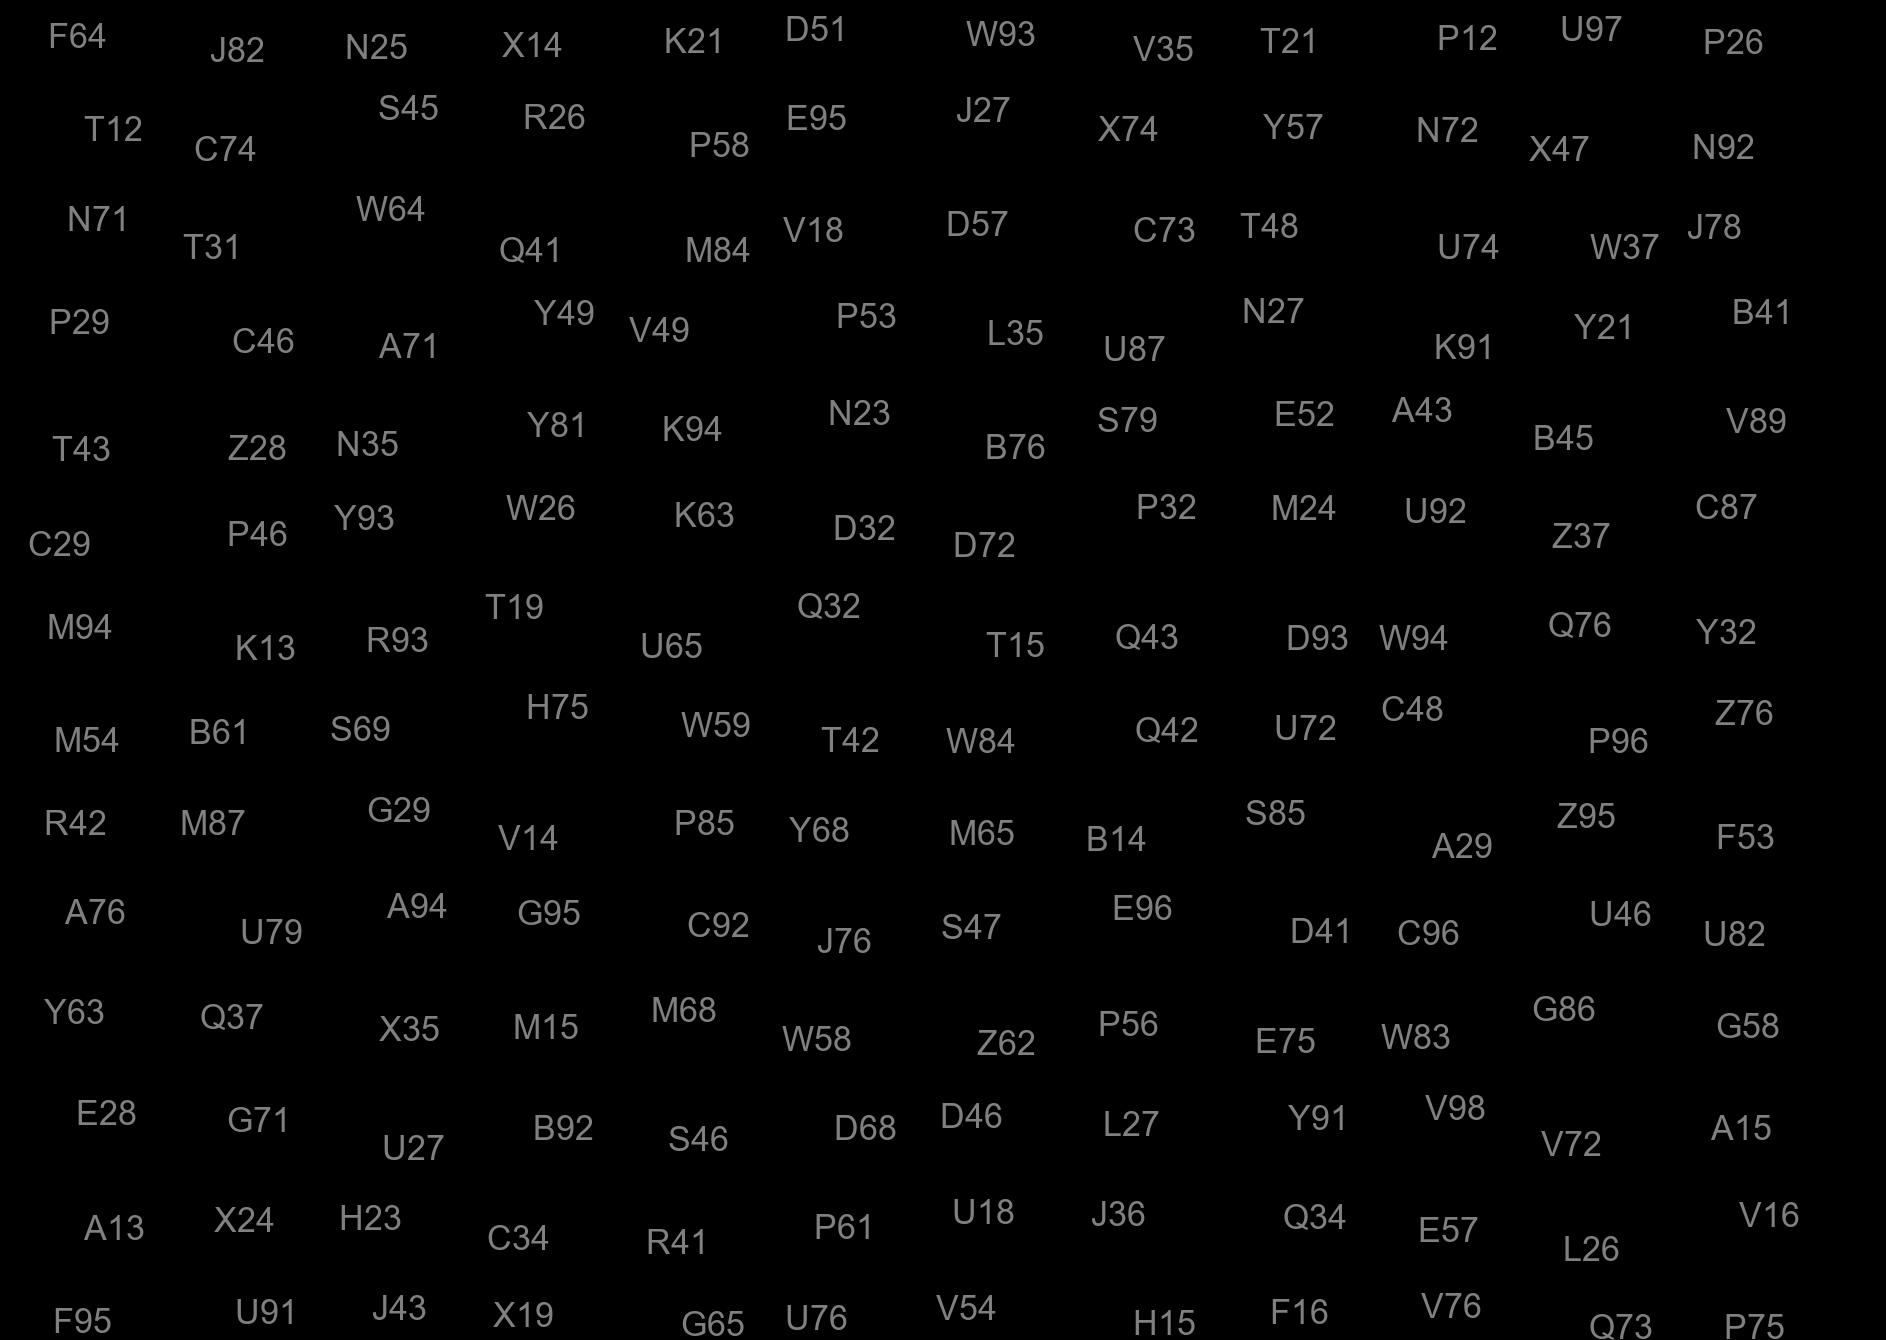 F64 J82 N25 X14 K21 D51 W93 V35 T21 P12 U97 P26
T12 C74 S45 R26 P58 E95 J27 X74 Y57 N72 X47 N92
N71 T31 W64 Q41 M84 V18 D57 C73 T48 U74 W37 J78
P29 C46 A71 Y49 V49 P53 L35 U87 N27 K91 Y21 B41
T43 Z28 N35 Y81 K94 N23 B76 S79 E52 A43 B45 V89
C29 P46 Y93 W26 K63 D32 D72 P32 M24 U92 Z37 C87
M94 K13 R93 T19 U65 Q32 T15 Q43 D93 W94 Q76 Y32
M54 B61 S69 H75 W59 T42 W84 Q42 U72 C48 P96 Z76
R42 M87 G29 V14 P85 Y68 M65 B14 S85 A29 Z95 F53
A76 U79 A94 G95 C92 J76 S47 E96 D41 C96 U46 U82
Y63 Q37 X35 M15 M68 W58 Z62 P56 E75 W83 G86 G58
E28 G71 U27 B92 S46 D68 D46 L27 Y91 V98 V72 A15
A13 X24 H23 C34 R41 P61 U18 J36 Q34 E57 L26 V16
F95 U91 J43 X19 G65 U76 V54 H15 F16 V76 Q73 P75